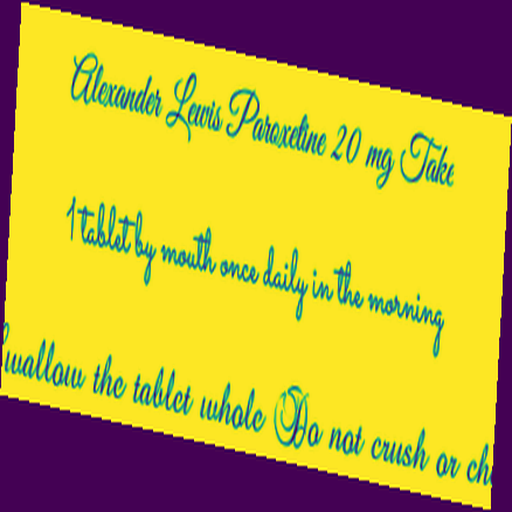 Alexander Lewis Paroxetine 20 mg Take
1 tablet by mouth once daily in the morning
Swallow the tablet whole Do not crush or